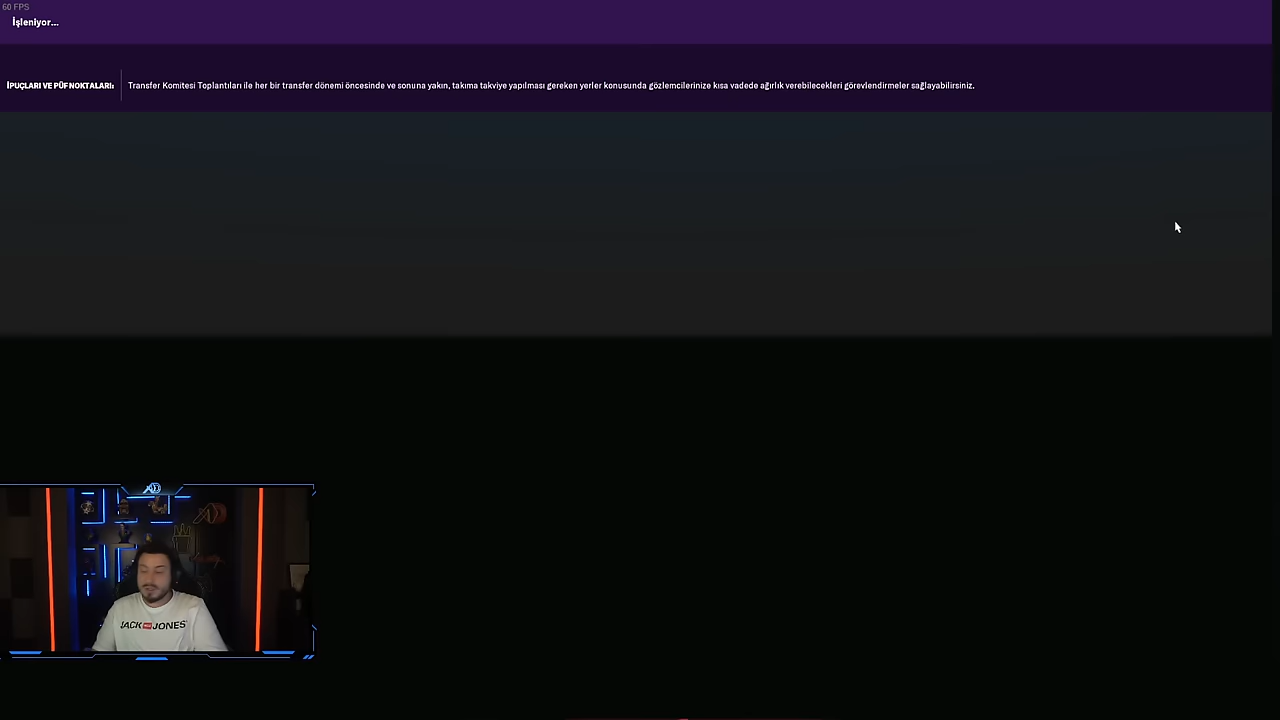 60 FPS
İşleniyor...
İPUÇLARI VE PÜF NOKTALARI: Transfer Komitesi Toplantıları ile her bir transfer dönemi öncesinde ve sonuna yakın, takıma takviye yapılması gereken yerler konusunda gözlemcilerinize kısa vadede ağırlık verebilecekleri görevlendirmeler sağlayabilirsiniz.
JACK JONES